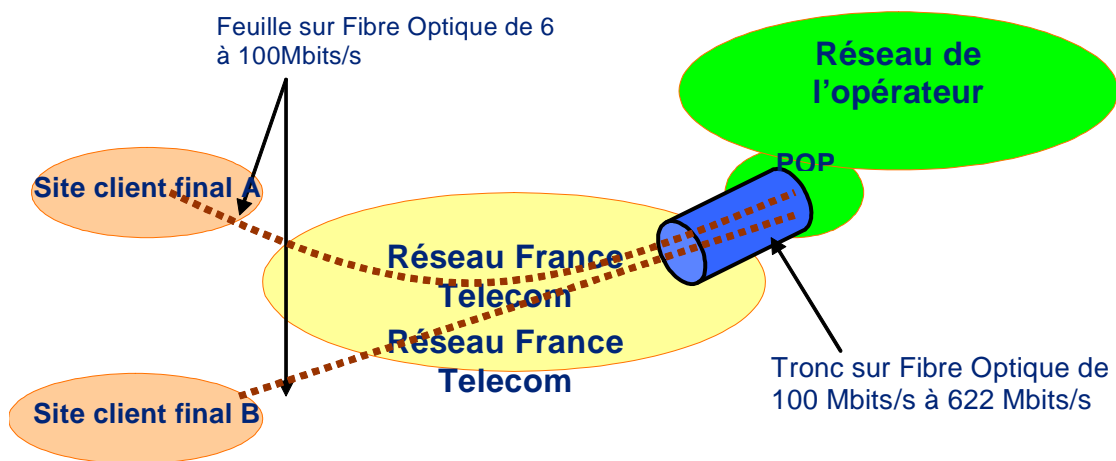 Feuille sur Fibre Optique de 6
à 100Mbits/s
Réseau de
l'opérateur
POP
Site client final A
Réseau France
Telecom
Réseau France
Telecom
Tronc sur Fibre Optique de
100 Mbits/s à 622 Mbits/s
Site client final B